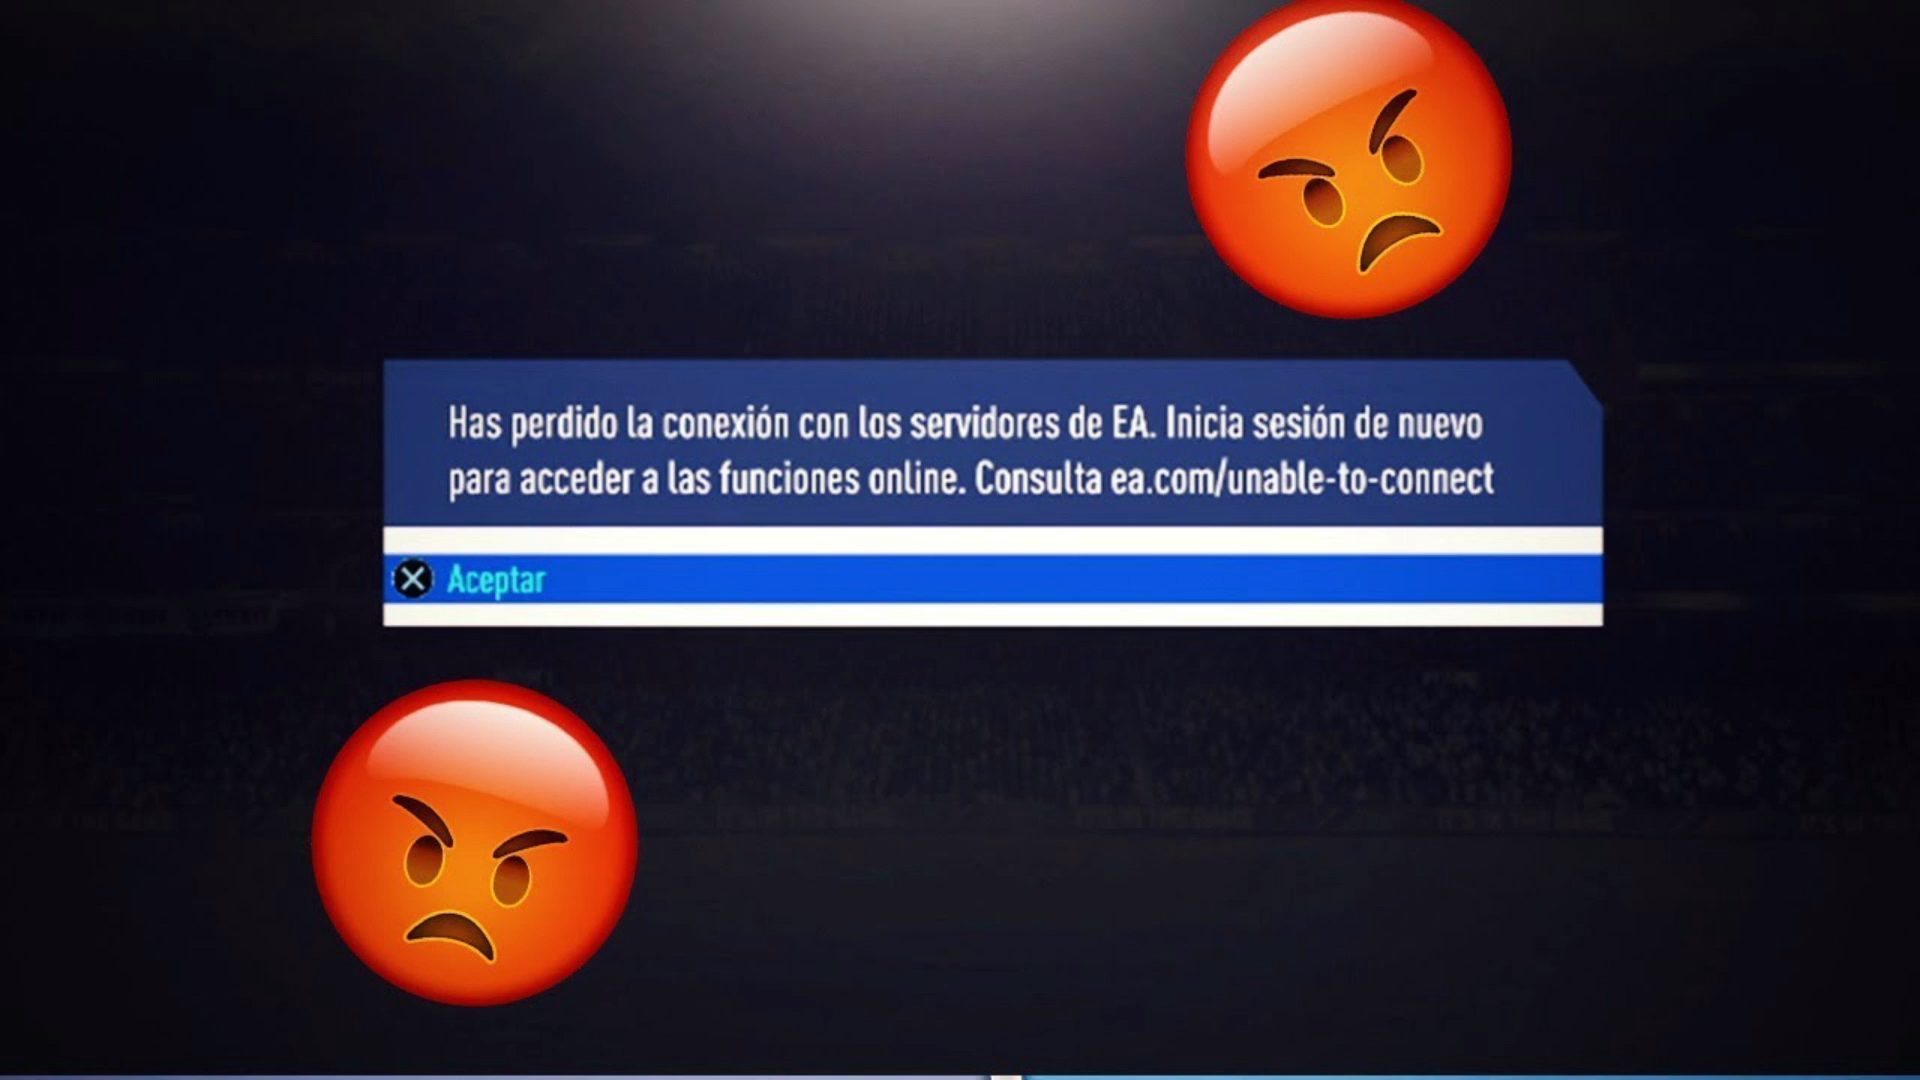 Has perdido la conexión con los servidores de EA. Inicia sesión de nuevo
para acceder a las funciones online. Consulta ea.com/unable-to-connect
Aceptar